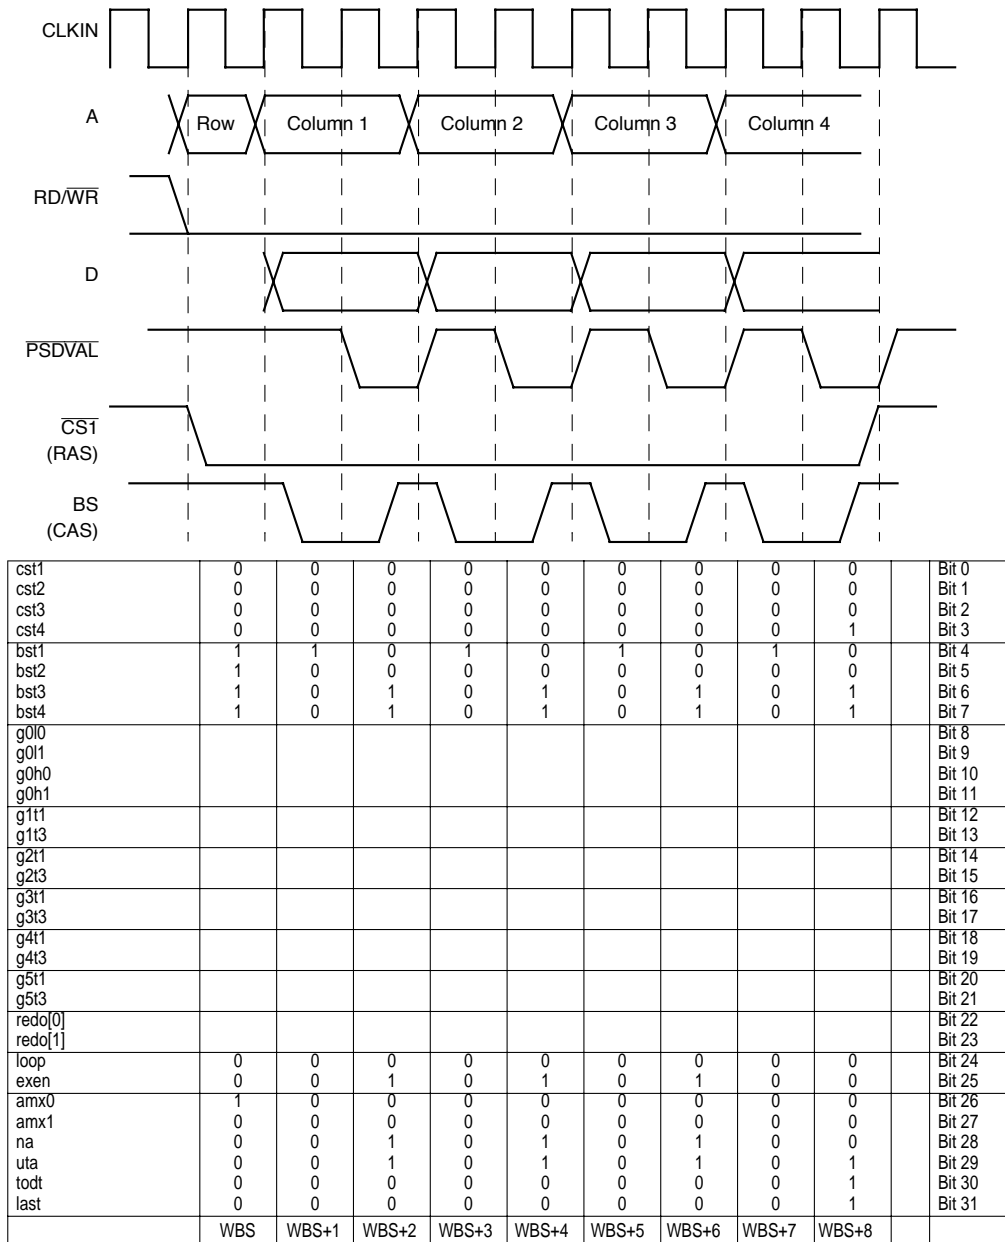 CLKIN
A
Row
Column 1
Column 2
Column 3
Column 4
RD/WR
D
PSDVAL
CS1
(RAS)
BS
(CAS)
cst1 0 0 0 0 0 0 0 0 0 Bit 0
cst2 0 0 0 0 0 0 0 0 0 Bit 1
cst3 0 0 0 0 0 0 0 0 0 Bit 2
cst4 0 0 0 0 0 0 0 0 1 Bit 3
bst1 1 1 0 1 0 1 0 1 0 Bit 4
bst2 1 0 0 0 0 0 0 0 0 Bit 5
bst3 1 0 1 0 1 0 1 0 1 Bit 6
bst4 1 0 1 0 1 0 1 0 1 Bit 7
g0l0 Bit 8
g0l1 Bit 9
g0h0 Bit 10
g0h1 Bit 11
g1t1 Bit 12
g1t3 Bit 13
g2t1 Bit 14
g2t3 Bit 15
g3t1 Bit 16
g3t3 Bit 17
g4t1 Bit 18
g4t3 Bit 19
g5t1 Bit 20
g5t3 Bit 21
redo[0] Bit 22
redo[1] Bit 23
loop 0 0 0 0 0 0 0 0 0 Bit 24
exen 0 0 1 0 1 0 1 0 0 Bit 25
amx0 1 0 0 0 0 0 0 0 0 Bit 26
amx1 0 0 0 0 0 0 0 0 0 Bit 27
na 0 0 1 0 1 0 1 0 0 Bit 28
uta 0 0 1 0 1 0 1 0 1 Bit 29
todt 0 0 0 0 0 0 0 0 1 Bit 30
last 0 0 0 0 0 0 0 0 1 Bit 31
WBS WBS+1 WBS+2 WBS+3 WBS+4 WBS+5 WBS+6 WBS+7 WBS+8